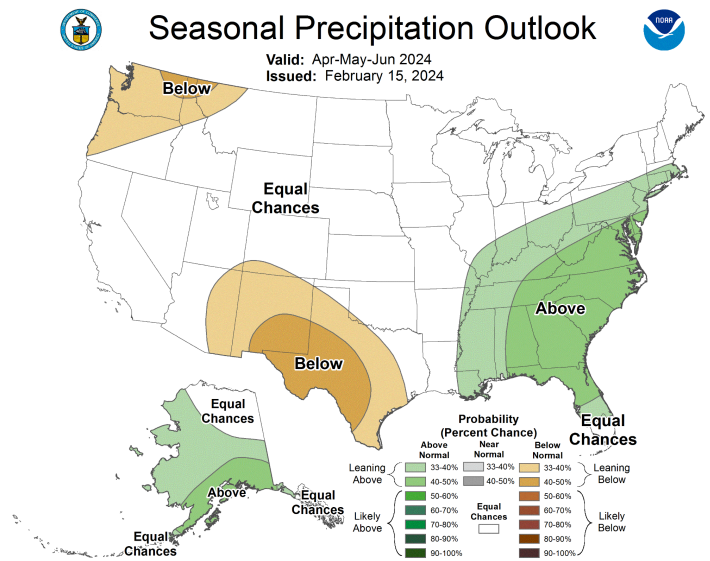 Seasonal Precipitation Outlook
NOAA
Valid: Apr-May-Jun 2024
Issued: February 15, 2024
Below
Equal
Chances
Above
Below
Equal
Chances
Equal
Chances
Above
Equal
Chances
Equal
Chances
Probability
(Percent Chance)
Above
Normal
Near
Normal
Below
Normal
Leaning
Above
33-40%
40-50%
33-40%
40-50%
33-40%
40-50%
Leaning
Below
Likely
Above
50-60%
60-70%
70-80%
80-90%
90-100%
Equal
Chances
50-60%
60-70%
70-80%
80-90%
90-100%
Likely
Below